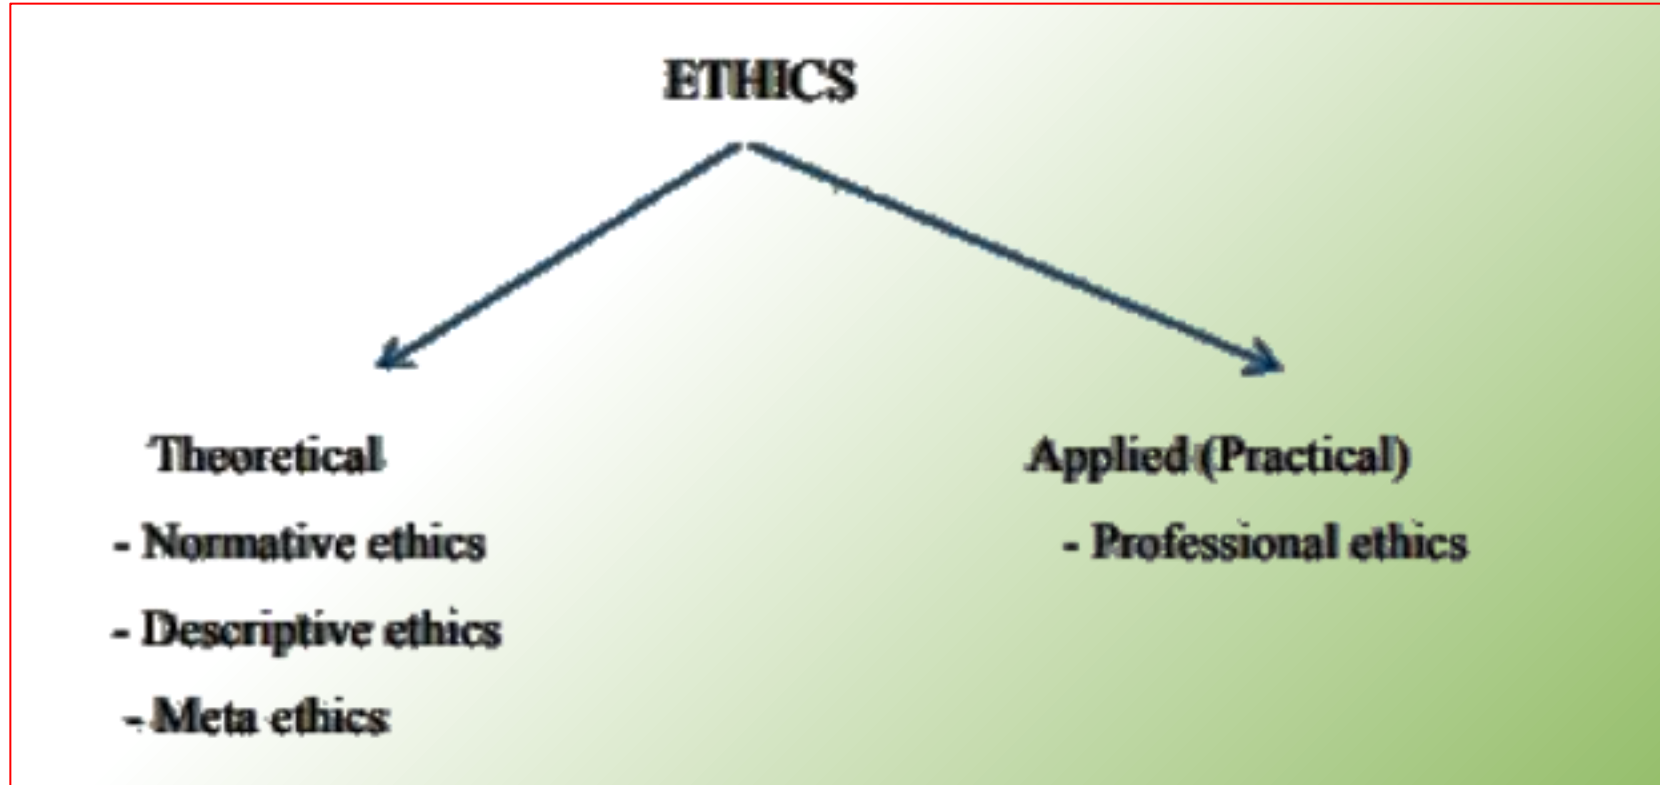 ETHICS
Theoretical
- Normative ethics
- Descriptive ethics
- Meta ethics
Applied (Practical)
- Professional ethics